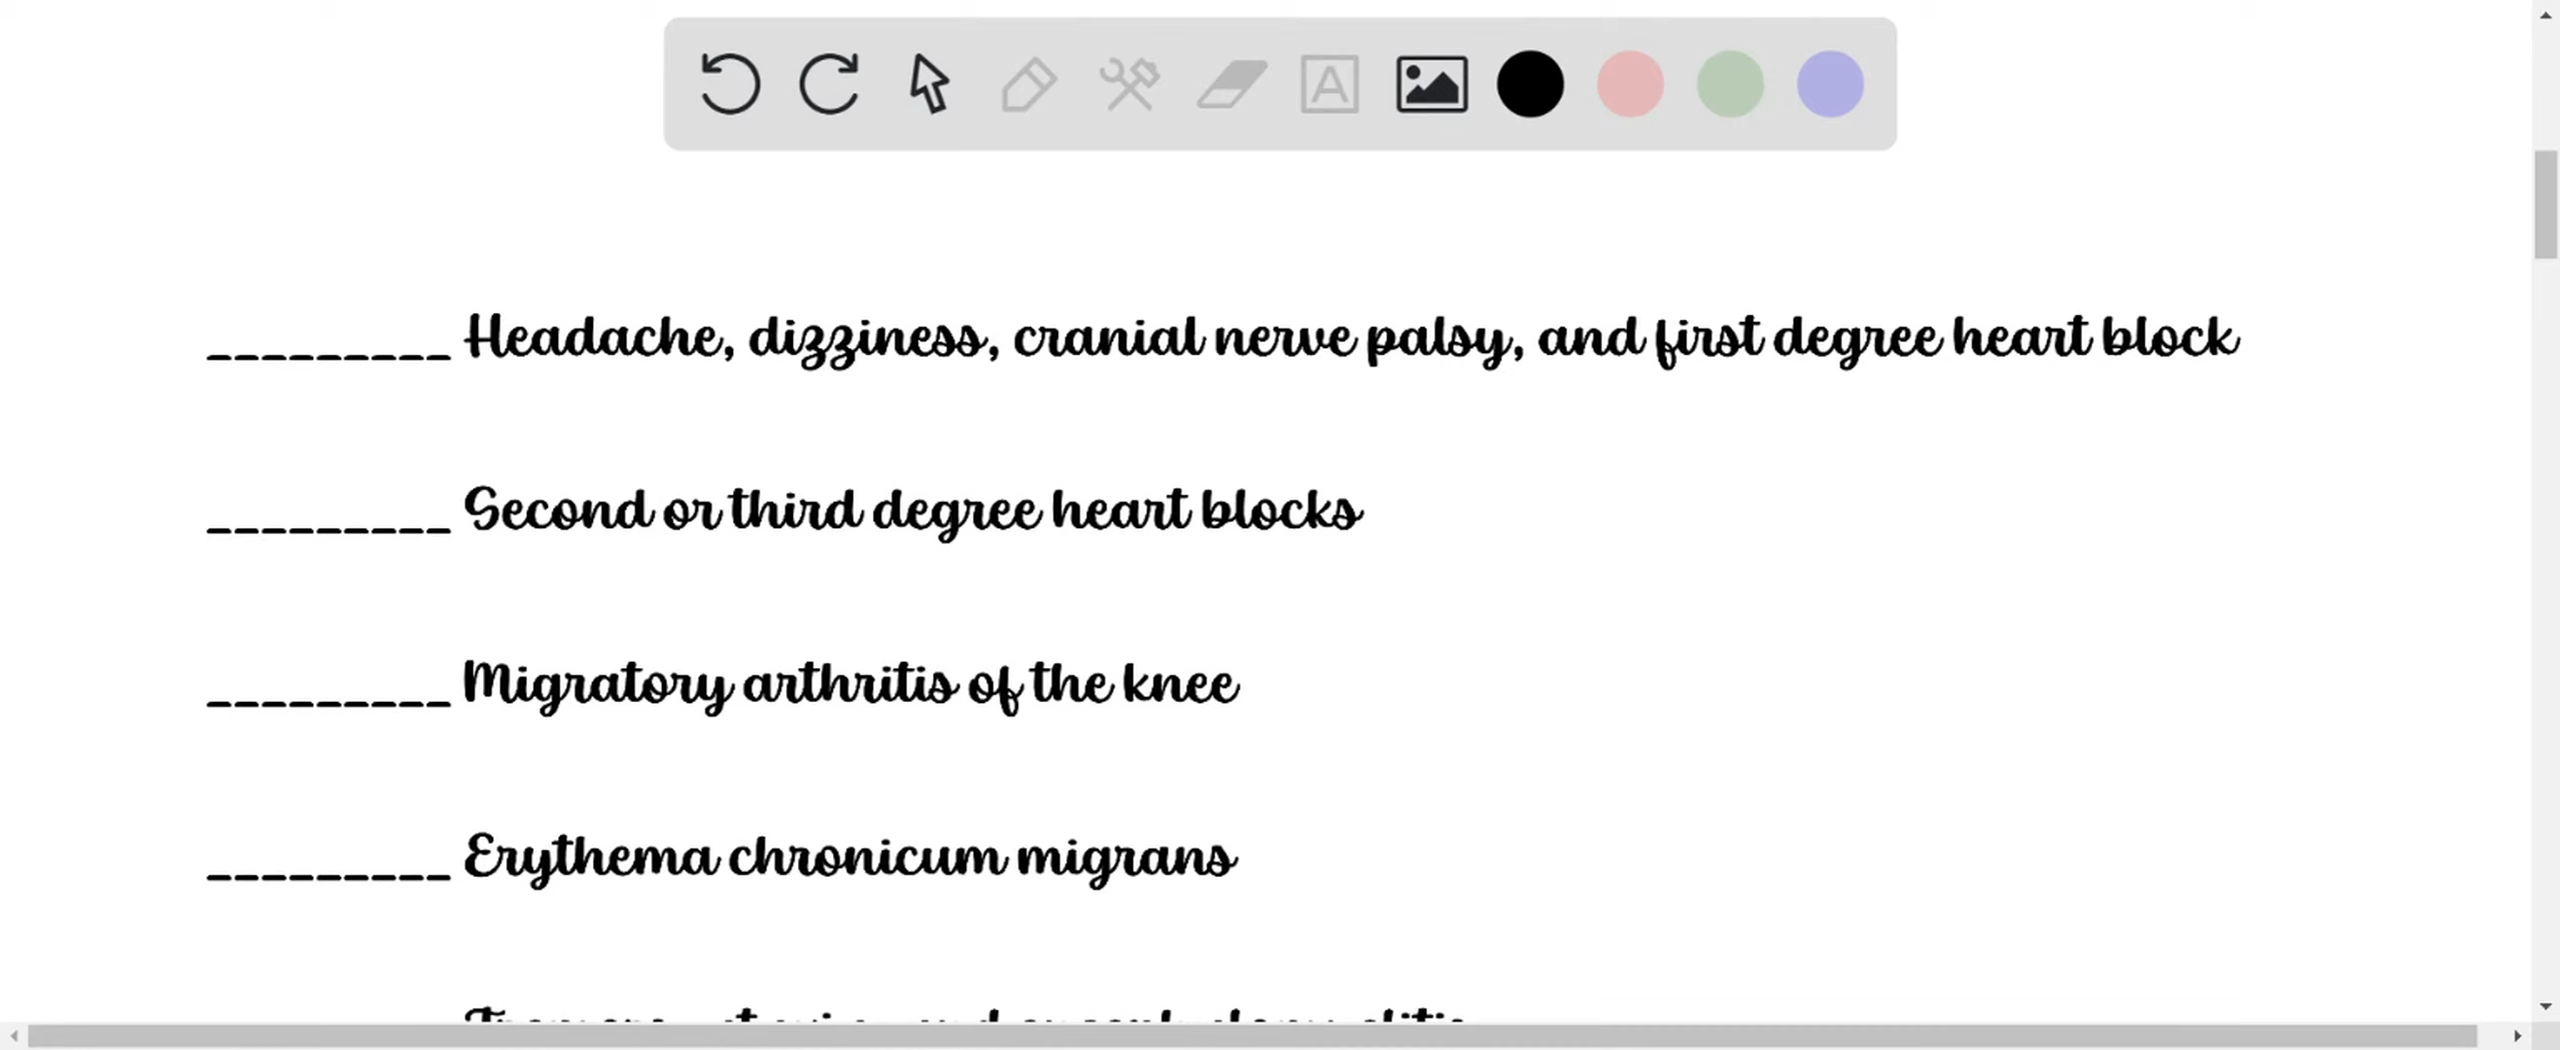 _________ Headache, dizziness, cranial nerve palsy, and first degree heart block
_________ Second or third degree heart blocks
_________ Migratory arthritis of the knee
_________ Erythema chronicum migrans